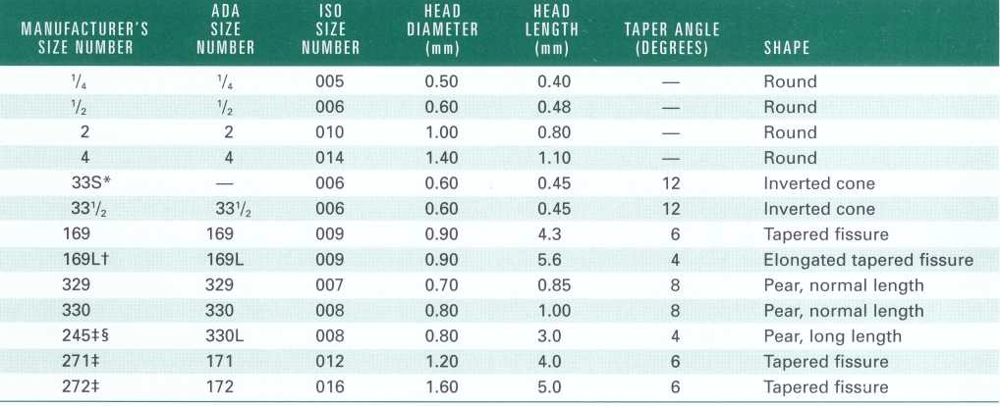 MANUFACTURER'S SIZE NUMBER ADA SIZE NUMBER ISO SIZE NUMBER HEAD DIAMETER (mm) HEAD LENGTH (mm) TAPER ANGLE (DEGREES) SHAPE
1/4 1/4 005 0.50 0.40 — Round
1/2 1/2 006 0.60 0.48 — Round
2 2 010 1.00 0.80 — Round
4 4 014 1.40 1.10 — Round
33S* — 006 0.60 0.45 12 Inverted cone
33 1/2 33 1/2 006 0.60 0.45 12 Inverted cone
169 169 009 0.90 4.3 6 Tapered fissure
169L† 169L 009 0.90 5.6 4 Elongated tapered fissure
329 329 007 0.70 0.85 8 Pear, normal length
330 330 008 0.80 1.00 8 Pear, normal length
245‡§ 330L 008 0.80 3.0 4 Pear, long length
271‡ 171 012 1.20 4.0 6 Tapered fissure
272‡ 172 016 1.60 5.0 6 Tapered fissure